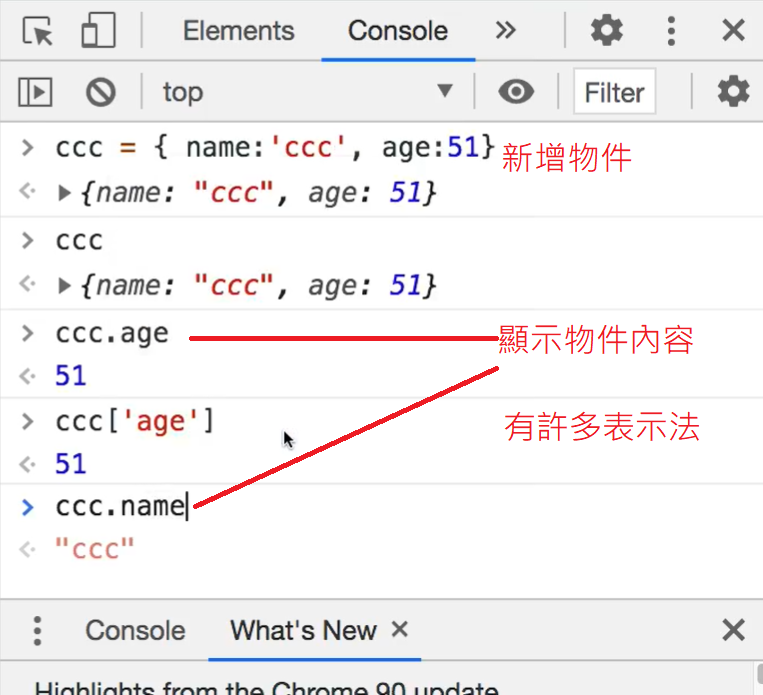 Elements Console
top Filter
ccc = { name:'ccc', age:51} 新增物件
{name: "ccc", age: 51}
ccc
{name: "ccc", age: 51}
ccc.age 顯示物件內容
51
ccc['age'] 有許多表示法
51
ccc.name
"ccc"
Console What's New
Highlights from the Chrome 90 update